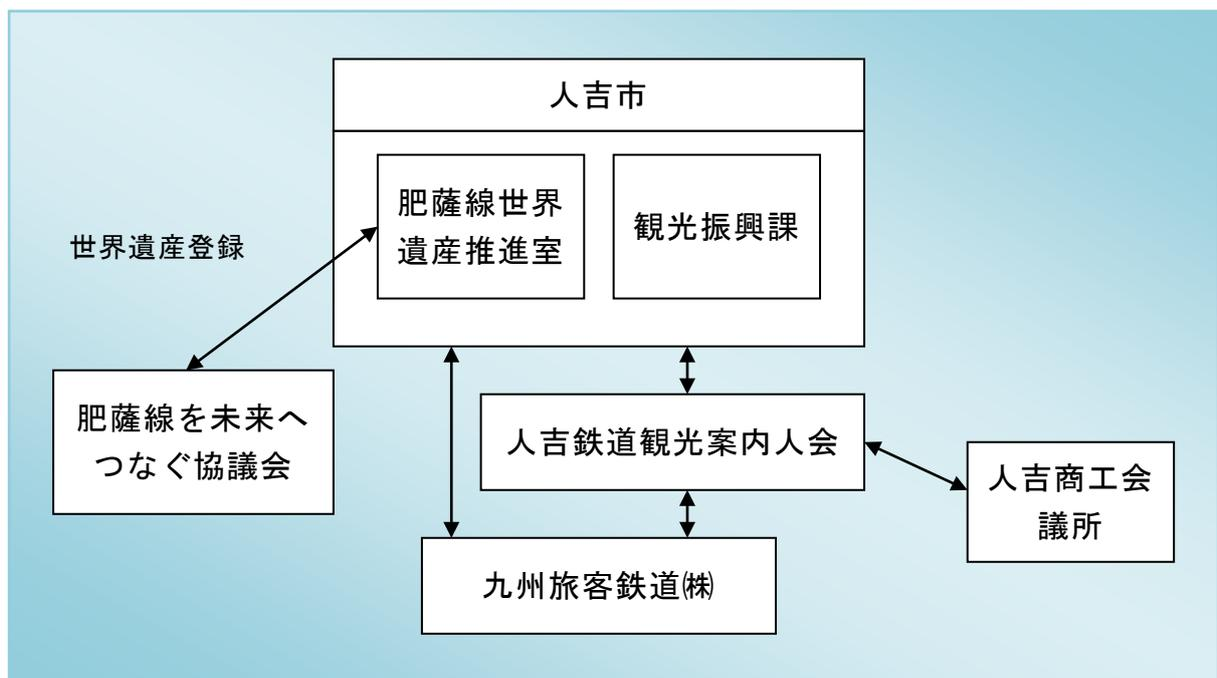 人吉市
肥薩線世界
遺産推進室
観光振興課
世界遺産登録
肥薩線を未来へ
つなぐ協議会
人吉鉄道観光案内人会
人吉商工会
議所
九州旅客鉄道㈱